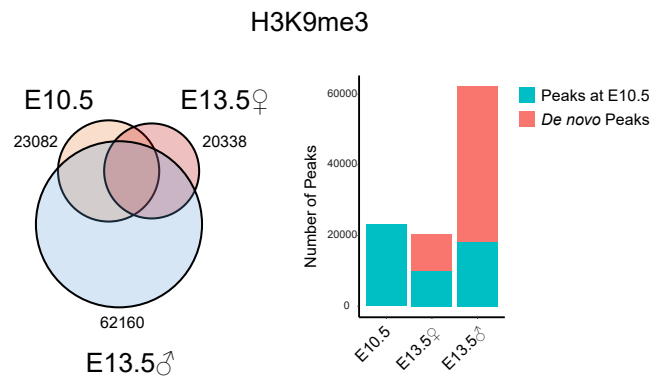 H3K9me3
E10.5
E13.5♀
23082
20338
62160
E13.5♂
Number of Peaks
60000
40000
20000
0
E10.5
E13.5♀
E13.5♂
Peaks at E10.5
De novo Peaks